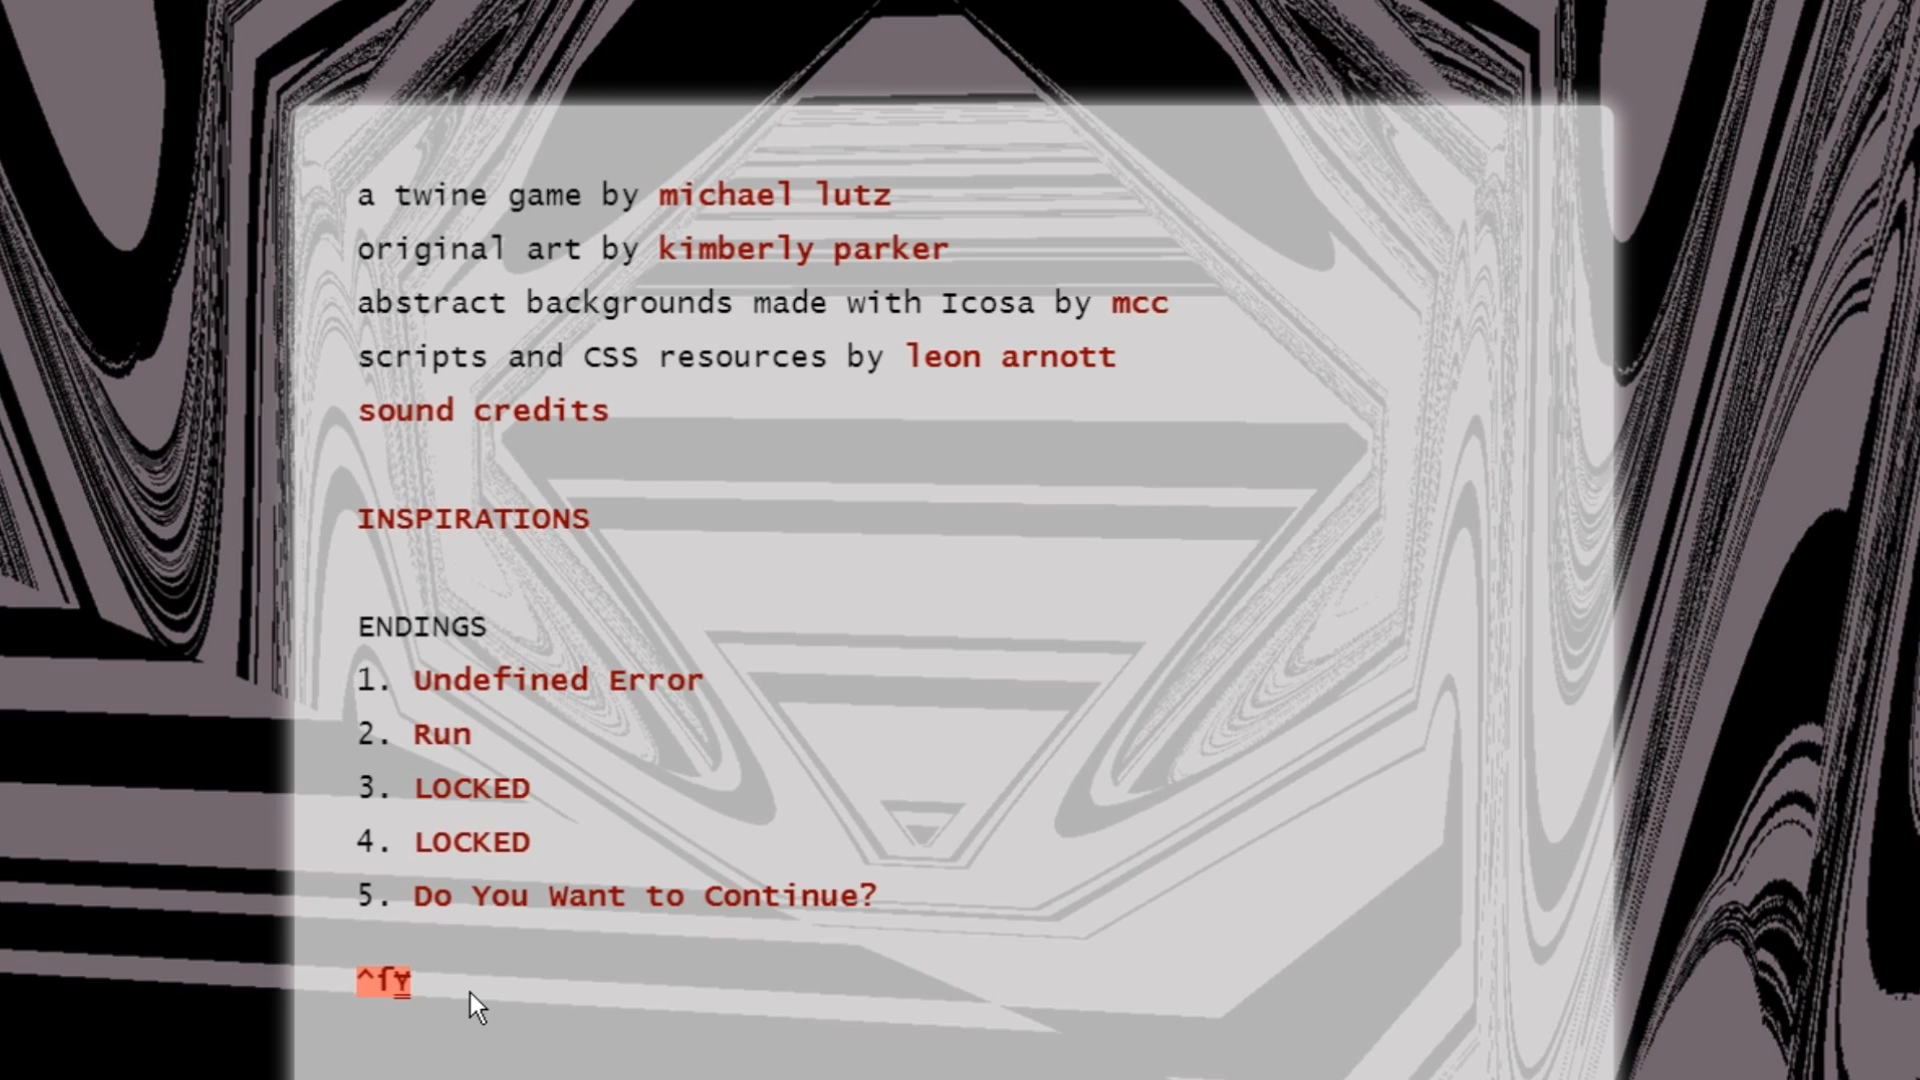 a twine game by michael lutz
original art by kimberly parker
abstract backgrounds made with Icosa by mcc
scripts and CSS resources by leon arnott
sound credits
INSPIRATIONS
ENDINGS
1. Undefined Error
2. Run
3. LOCKED
4. LOCKED
5. Do You Want to Continue?